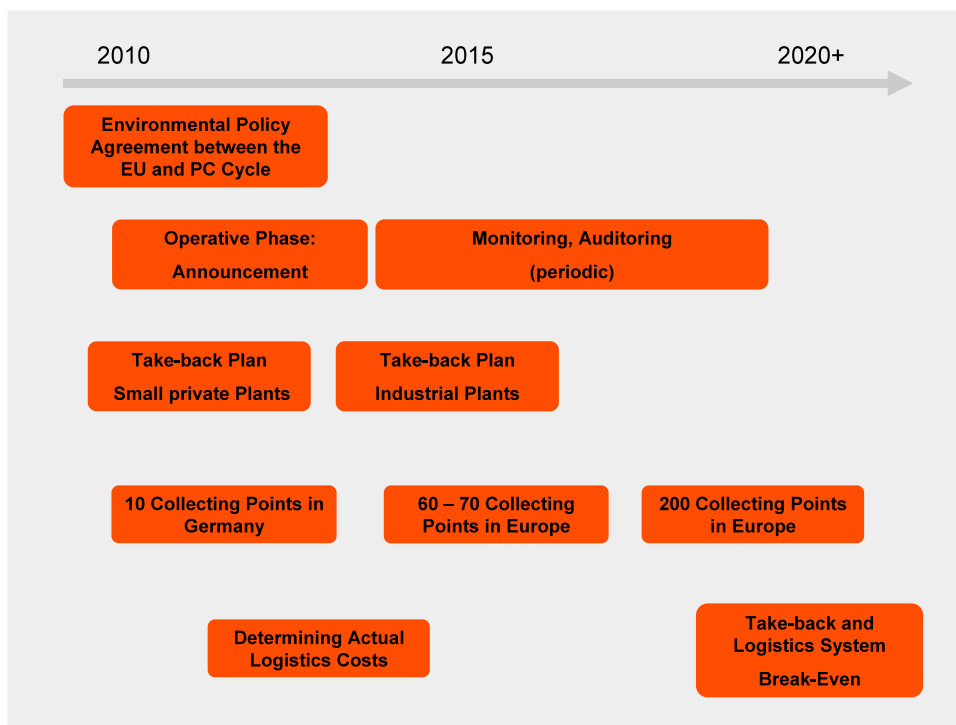 2010
2015
2020+
Environmental Policy
Agreement between the
EU and PC Cycle
Operative Phase:
Announcement
Monitoring, Auditoring
(periodic)
Take-back Plan
Small private Plants
Take-back Plan
Industrial Plants
10 Collecting Points in
Germany
60 – 70 Collecting
Points in Europe
200 Collecting Points
in Europe
Determining Actual
Logistics Costs
Take-back and
Logistics System
Break-Even